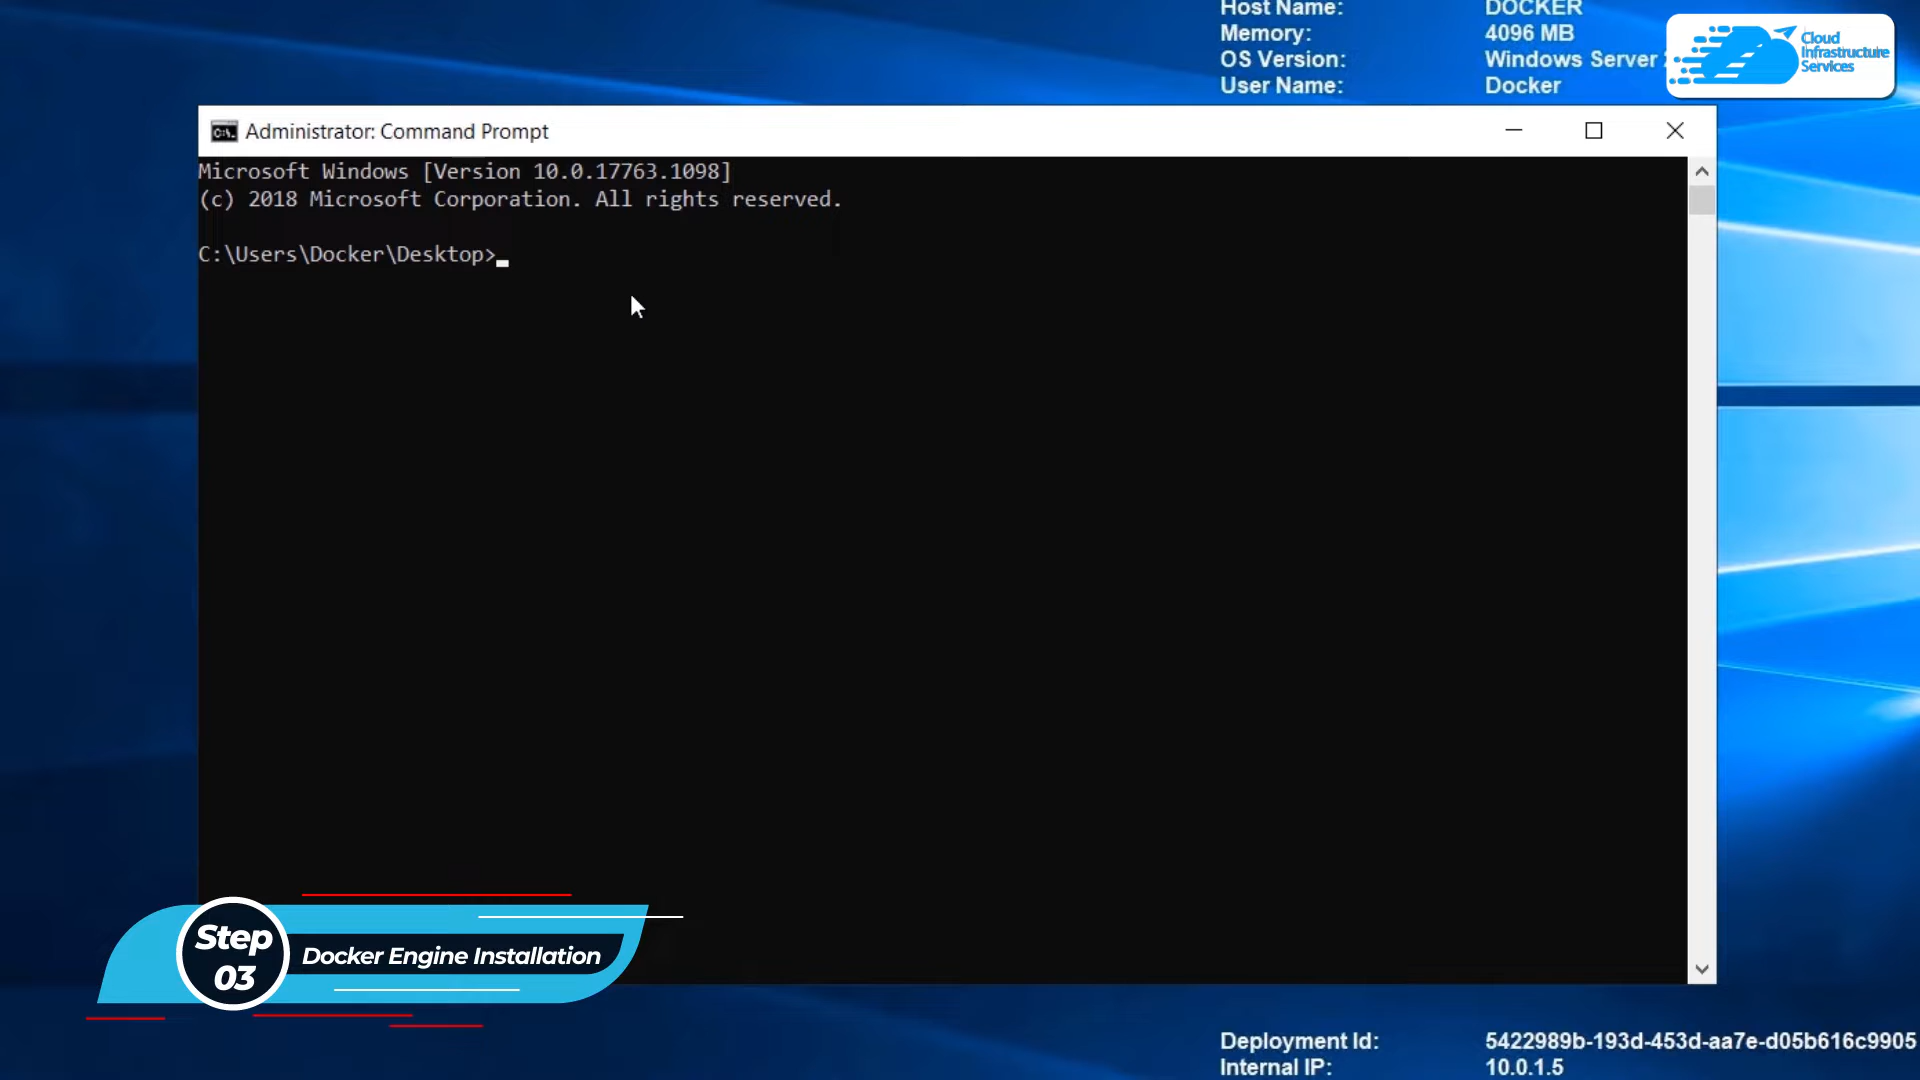 Host Name: DOCKER
Memory: 4096 MB
OS Version: Windows Server
User Name: Docker
Cloud
Infrastructure
Services
Administrator: Command Prompt
Microsoft Windows [Version 10.0.17763.1098]
(c) 2018 Microsoft Corporation. All rights reserved.
C:\Users\Docker\Desktop>
Step
03
Docker Engine Installation
Deployment Id: 5422989b-193d-453d-aa7e-d05b616c9905
Internal IP: 10.0.1.5